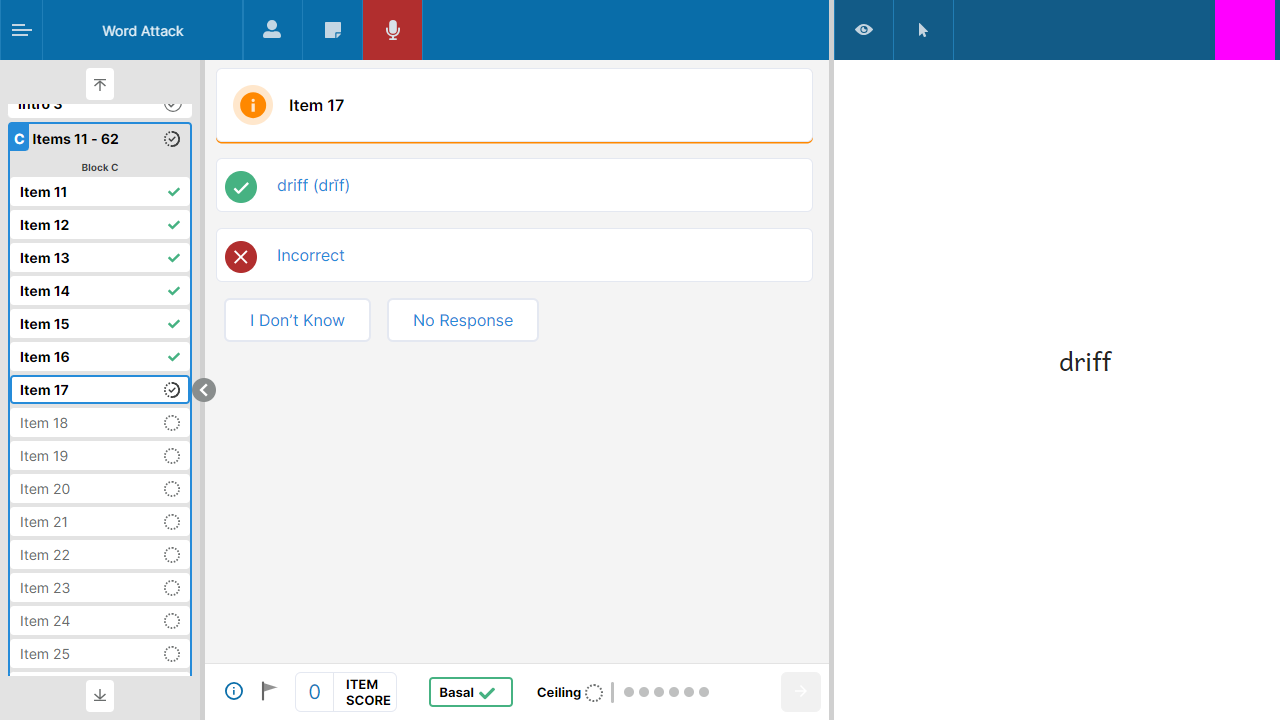 Word Attack
Intro 3
C Items 11 - 62
Block C
Item 11
Item 12
Item 13
Item 14
Item 15
Item 16
Item 17
Item 18
Item 19
Item 20
Item 21
Item 22
Item 23
Item 24
Item 25
Item 17
driff (drĭf)
Incorrect
I Don’t Know
No Response
0 ITEM
SCORE
Basal
Ceiling
driff